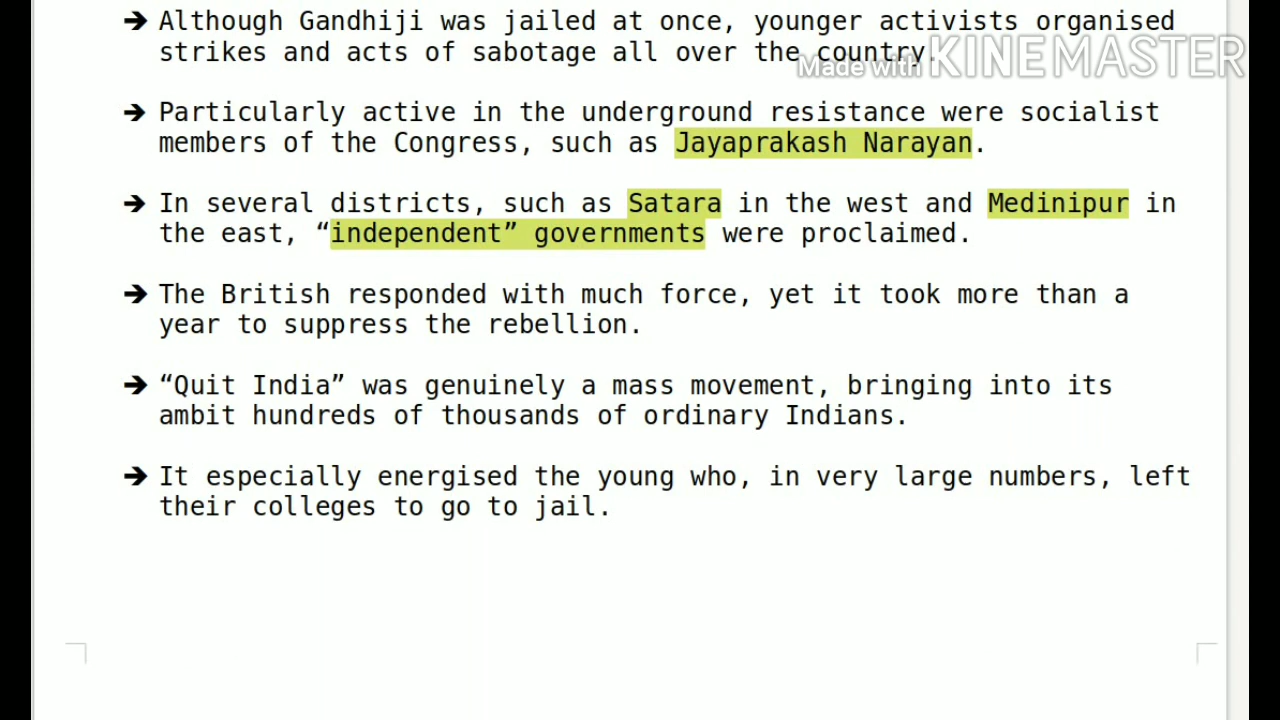 ➔ Although Gandhiji was jailed at once, younger activists organised
strikes and acts of sabotage all over the country.
Made with KINEMASTER
➔ Particularly active in the underground resistance were socialist
members of the Congress, such as Jayaprakash Narayan.
➔ In several districts, such as Satara in the west and Medinipur in
the east, “independent” governments were proclaimed.
➔ The British responded with much force, yet it took more than a
year to suppress the rebellion.
➔ “Quit India” was genuinely a mass movement, bringing into its
ambit hundreds of thousands of ordinary Indians.
➔ It especially energised the young who, in very large numbers, left
their colleges to go to jail.